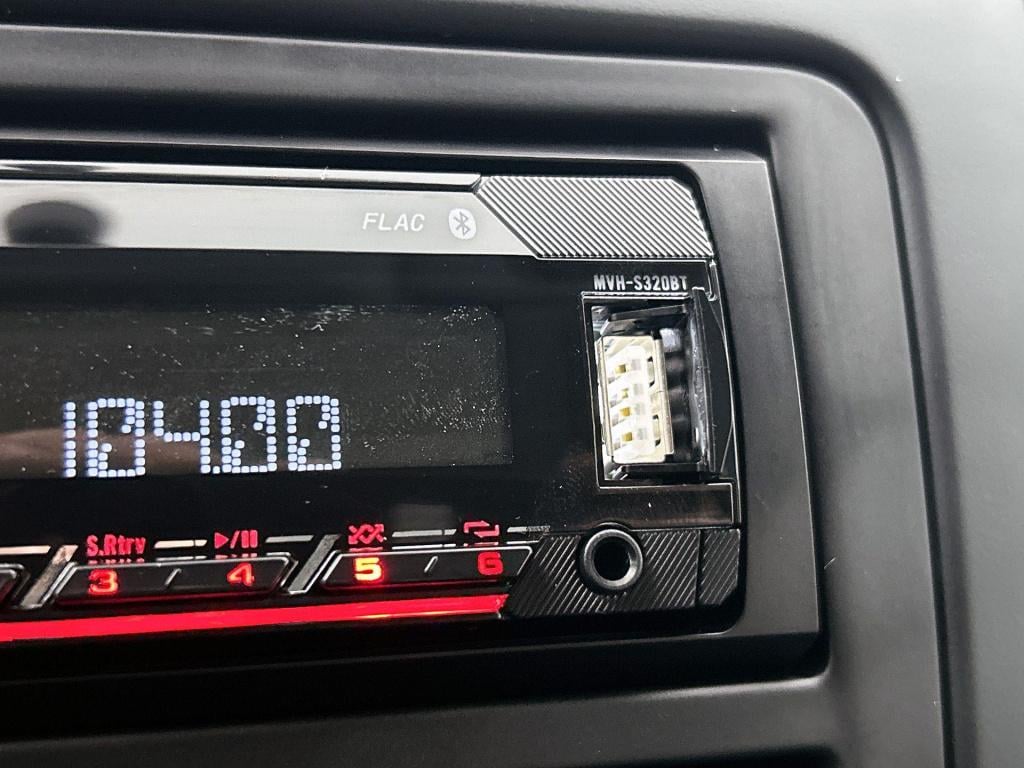 FLAC
MVH-S320BT
104.00
S.Rtrv
3 / 4 5 / 6